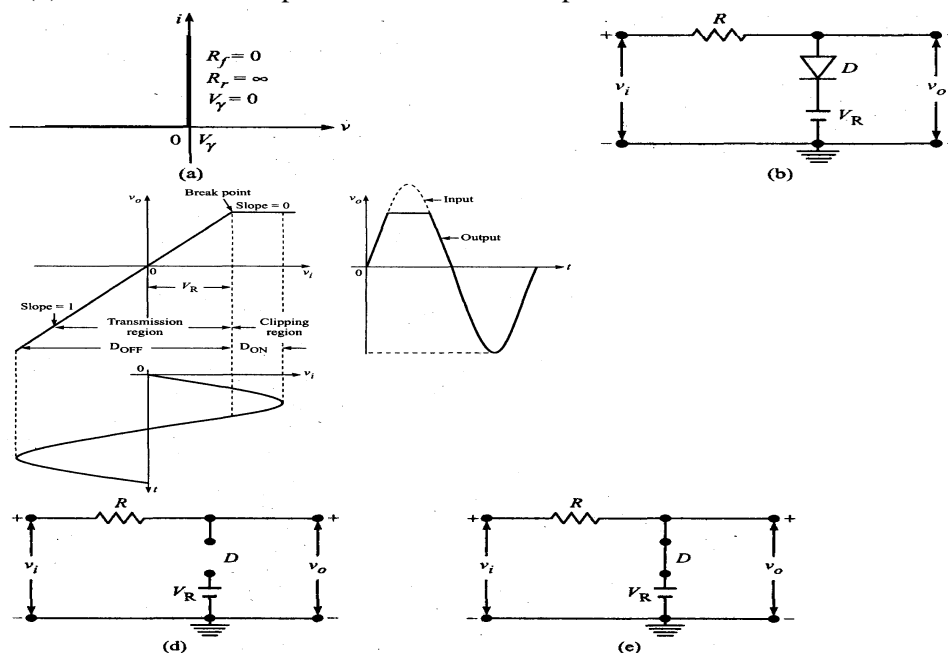 i
R_f = 0
R_r = ∞
V_γ = 0
0 V_γ v
(a)
+ R
v_i D v_o
V_R
(b)
v_o Break point
Slope = 0
0 v_i
V_R
Slope = 1
Transmission region Clipping region
D_OFF D_ON
0 v_i
t
v_o
Input
Output
0 t
+ R +
v_i D v_o
V_R
− −
(d)
+ R +
v_i D v_o
V_R
− −
(e)